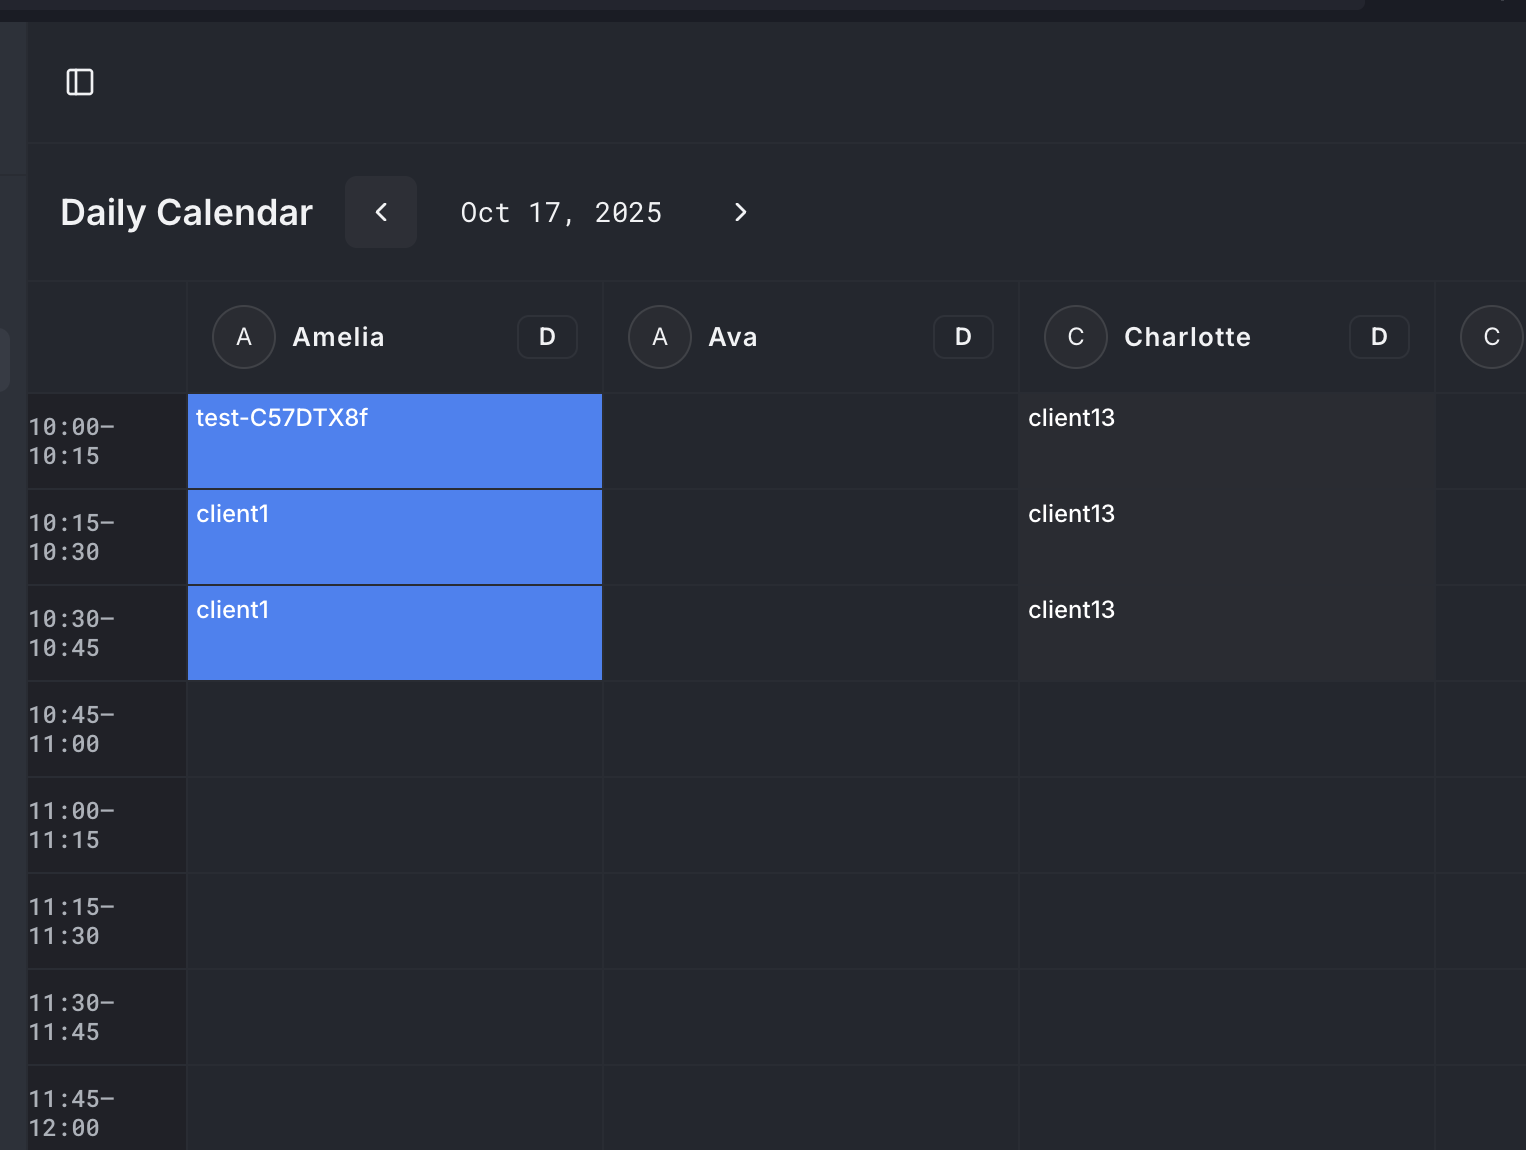 Daily Calendar
Oct 17, 2025
A Amelia D
A Ava D
C Charlotte D
C
10:00–
10:15
test-C57DTX8f
client13
10:15–
10:30
client1
client13
10:30–
10:45
client1
client13
10:45–
11:00
11:00–
11:15
11:15–
11:30
11:30–
11:45
11:45–
12:00